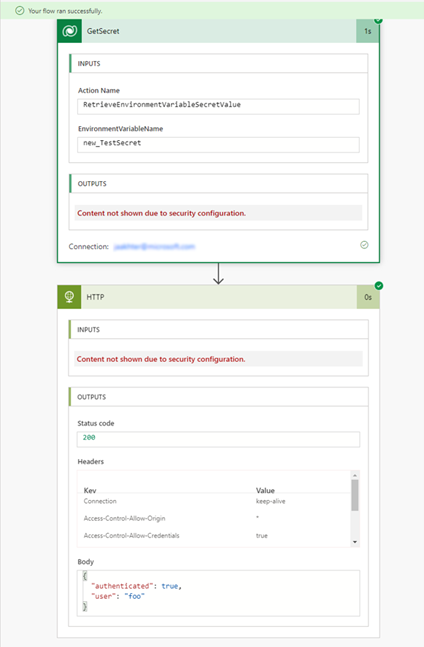 Your flow ran successfully.
GetSecret
1s
INPUTS
Action Name
RetrieveEnvironmentVariableSecretValue
EnvironmentVariableName
new_TestSecret
OUTPUTS
Content not shown due to security configuration.
Connection:
HTTP
0s
INPUTS
Content not shown due to security configuration.
OUTPUTS
Status code
200
Headers
Key Value
Connection keep-alive
Access-Control-Allow-Origin *
Access-Control-Allow-Credentials true
Body
{
"authenticated": true,
"user": "foo"
}